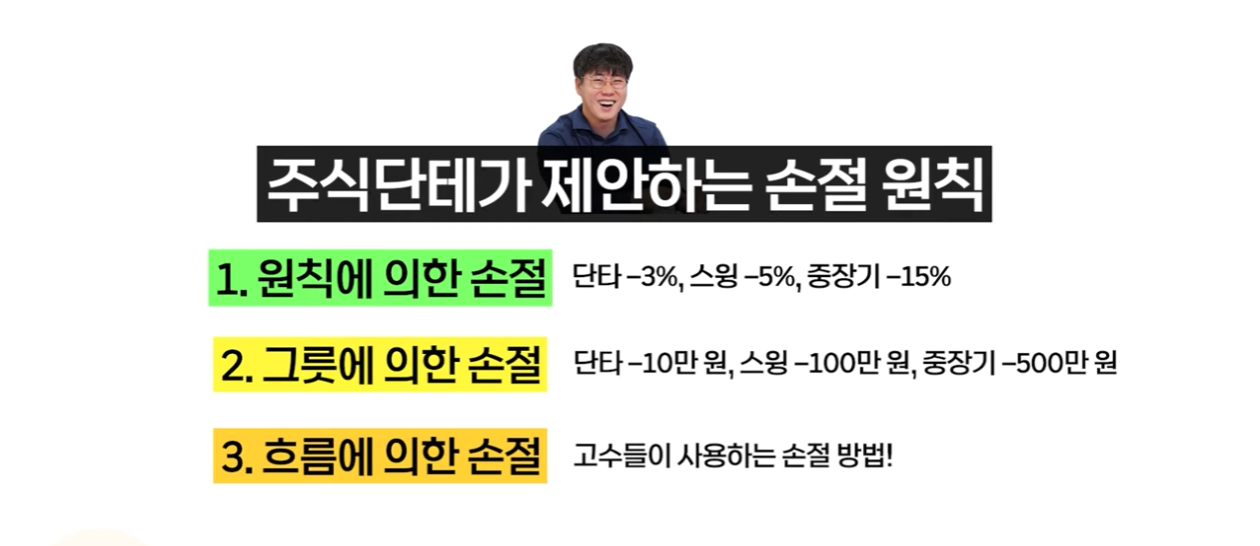 주식단테가 제안하는 손절 원칙
1. 원칙에 의한 손절 단타 –3%, 스윙 –5%, 중장기 –15%
2. 그릇에 의한 손절 단타 –10만 원, 스윙 –100만 원, 중장기 –500만 원
3. 흐름에 의한 손절 고수들이 사용하는 손절 방법!